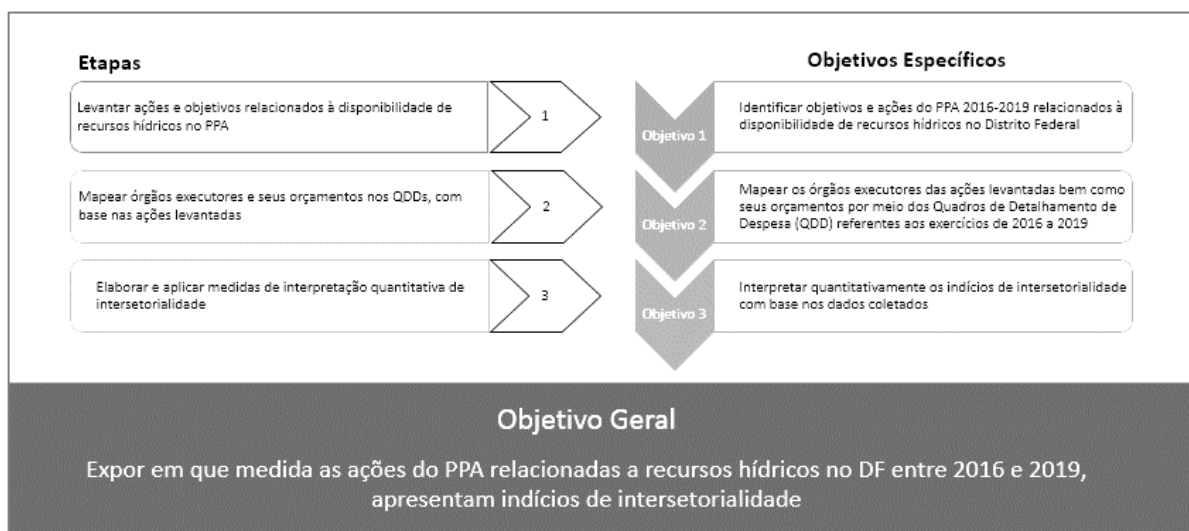 Etapas
Objetivos Específicos
Levantar ações e objetivos relacionados à disponibilidade de
recursos hídricos no PPA
1
Objetivo 1
Identificar objetivos e ações do PPA 2016-2019 relacionados à
disponibilidade de recursos hídricos no Distrito Federal
Mapear órgãos executores e seus orçamentos nos QDDs, com
base nas ações levantadas
2
Objetivo 2
Mapear os órgãos executores das ações levantadas bem como
seus orçamentos por meio dos Quadros de Detalhamento de
Despesa (QDD) referentes aos exercícios de 2016 a 2019
Elaborar e aplicar medidas de interpretação quantitativa de
intersetorialidade
3
Objetivo 3
Interpretar quantitativamente os indícios de intersetorialidade
com base nos dados coletados
Objetivo Geral
Expor em que medida as ações do PPA relacionadas a recursos hídricos no DF entre 2016 e 2019,
apresentam indícios de intersetorialidade